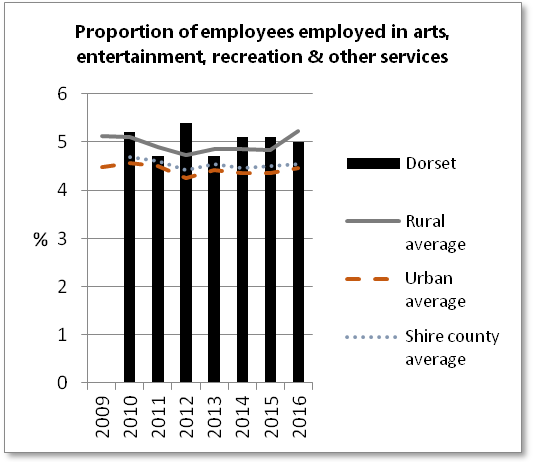 Proportion of employees employed in arts,
entertainment, recreation & other services
6
5
4
%
3
2
1
0
2009
2010
2011
2012
2013
2014
2015
2016
Dorset
Rural
average
Urban
average
Shire county
average